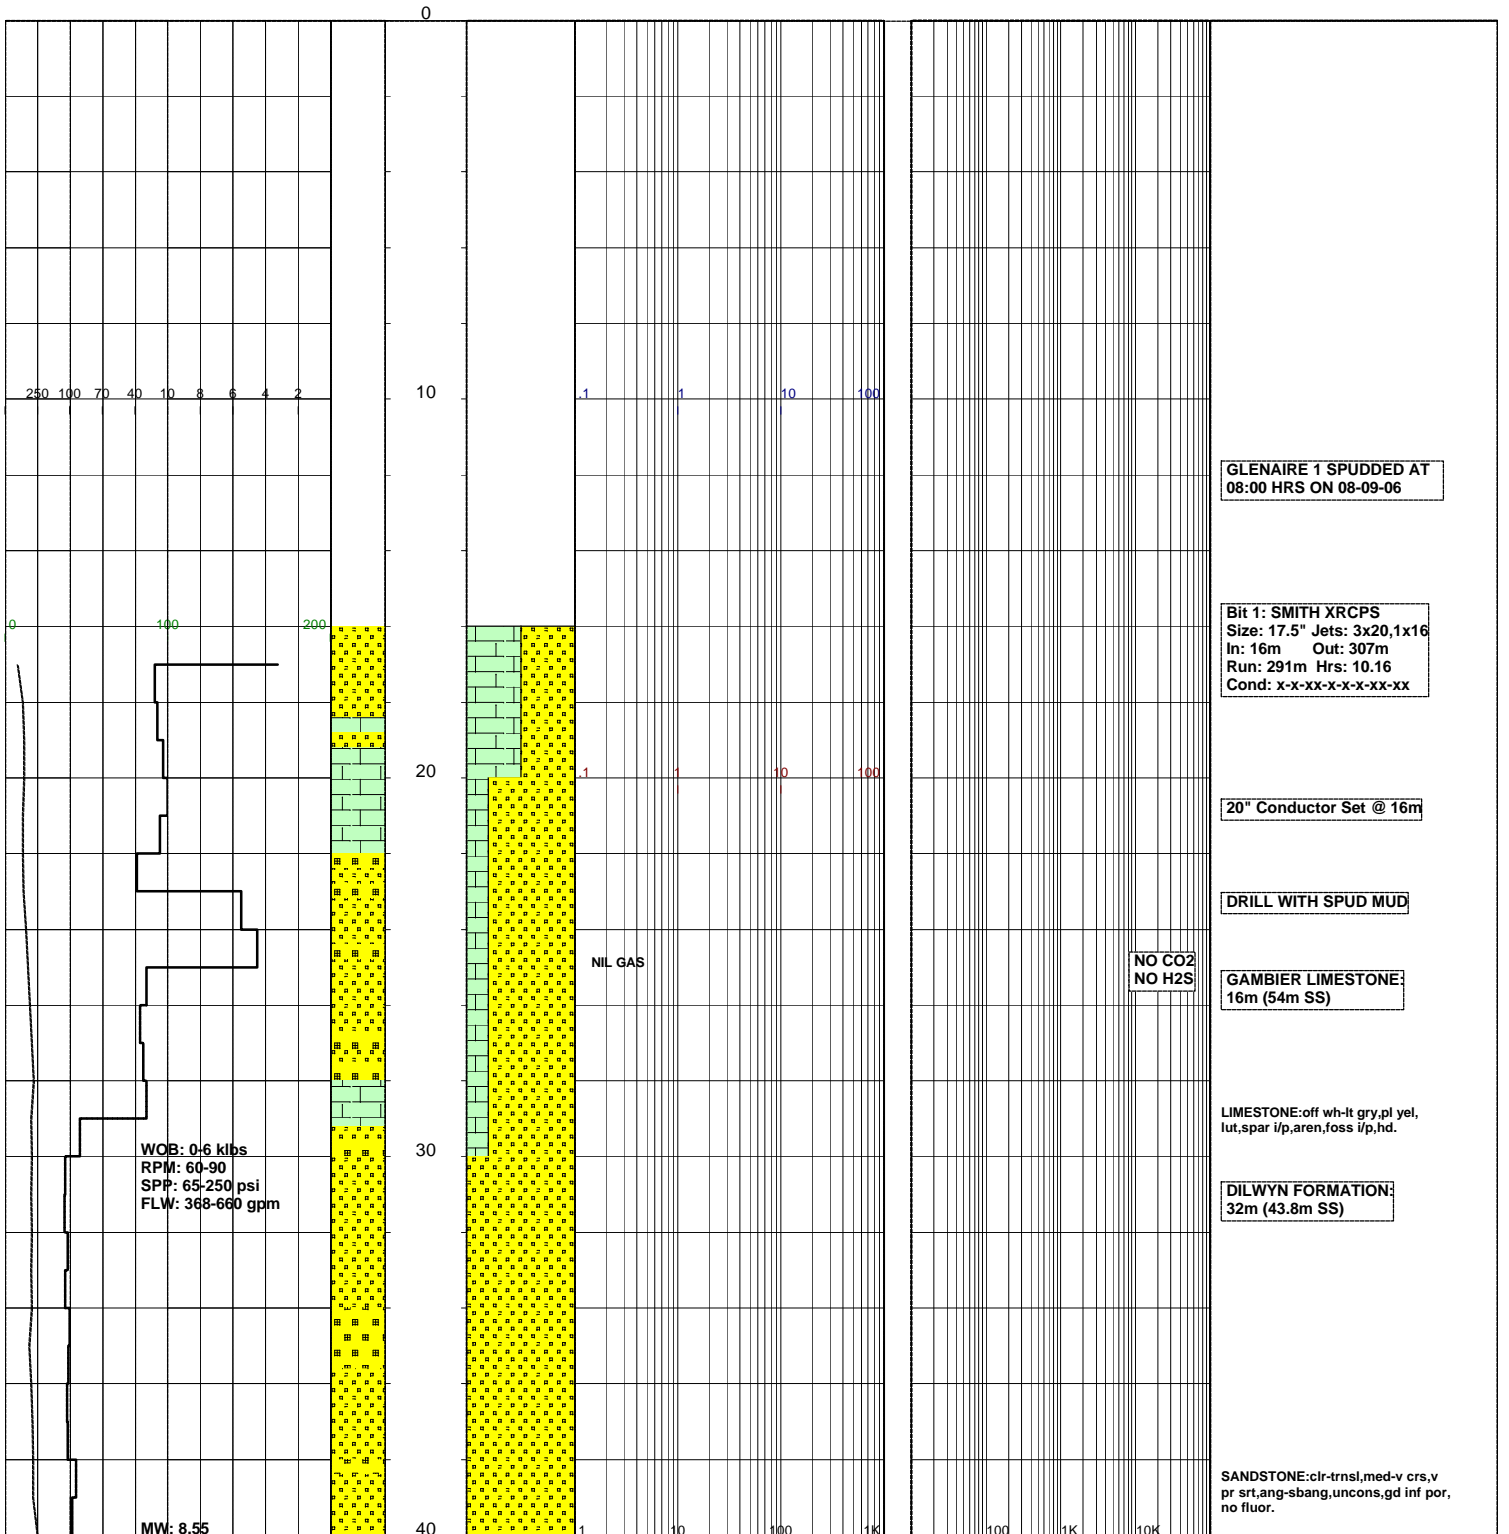 0
250 100 70 40 10 8 6 4 2
10
.1 1 10 100
GLENAIRE 1 SPUDDED AT
08:00 HRS ON 08-09-06
Bit 1: SMITH XRCPS
Size: 17.5" Jets: 3x20,1x16
In: 16m Out: 307m
Run: 291m Hrs: 10.16
Cond: x-x-xx-x-x-x-xx-xx
0 100 200
20
.1 1 10 100
20" Conductor Set @ 16m
DRILL WITH SPUD MUD
NIL GAS
NO CO2
NO H2S
GAMBIER LIMESTONE:
16m (54m SS)
LIMESTONE:off wh-lt gry,pl yel,
lut,spar i/p,aren,foss i/p,hd.
WOB: 0-6 klbs
RPM: 60-90
SPP: 65-250 psi
FLW: 368-660 gpm
30
DILWYN FORMATION:
32m (43.8m SS)
SANDSTONE:clr-trnsl,med-v crs,v
pr srt,ang-sbang,uncons,gd inf por,
no fluor.
MW: 8.55
40
1 10 100 1K
100 1K 10K